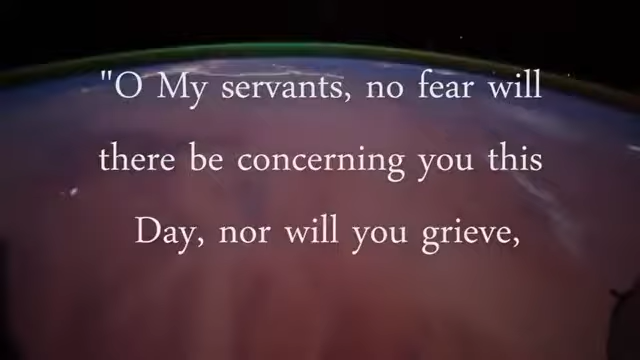 "O My servants, no fear will
there be concerning you this
Day, nor will you grieve,